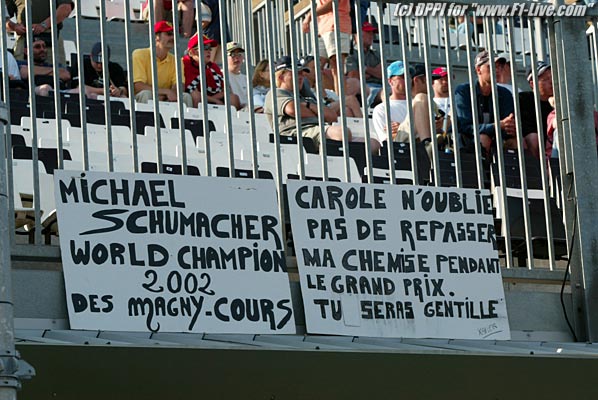 (c) DPPI for "www.F1-Live.com"
MICHAEL
SCHUMACHER
WORLD CHAMPION
2002
DES MAGNY-COURS
CAROLE N'OUBLIE
PAS DE REPASSER
MA CHEMISE PENDANT
LE GRAND PRIX.
TU SERAS GENTILLE